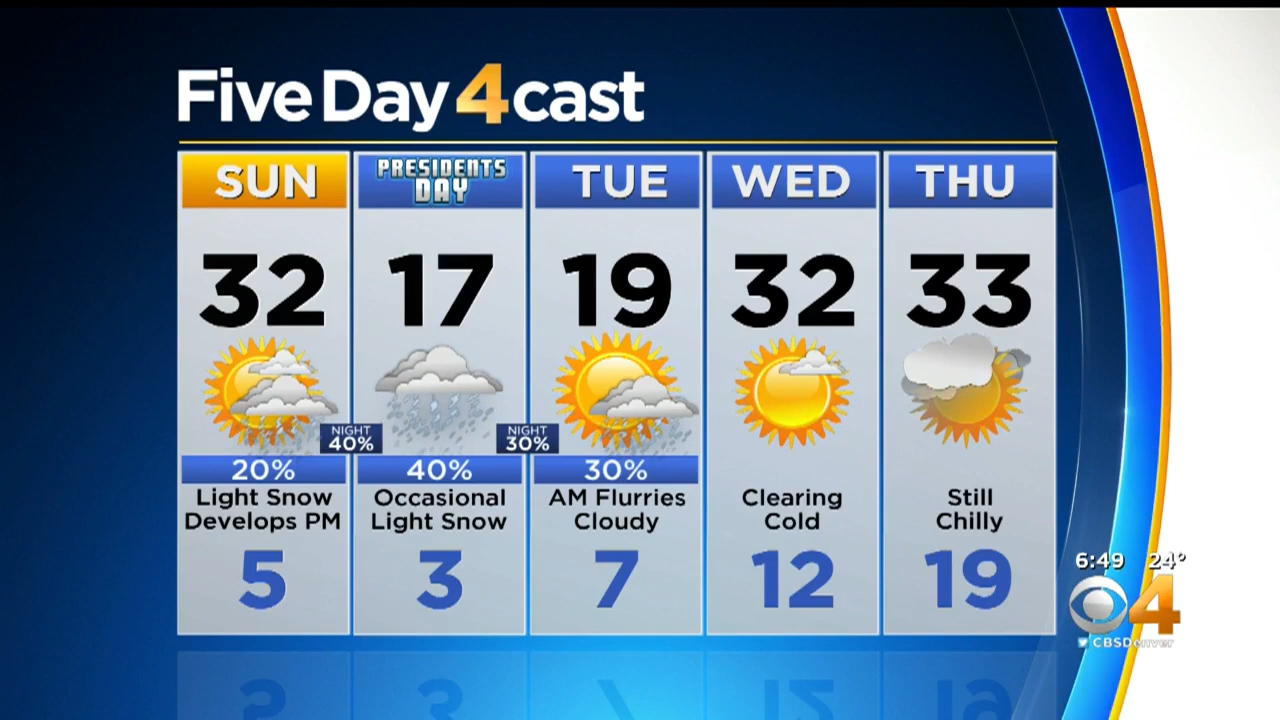 Five Day 4cast
SUN
PRESIDENTS
DAY
TUE
WED
THU
32
17
19
32
33
NIGHT
40%
NIGHT
30%
20%
40%
30%
Light Snow
Develops PM
Occasional
Light Snow
AM Flurries
Cloudy
Clearing
Cold
Still
Chilly
5
3
7
12
19
6:49 24°
4
CBSDenver